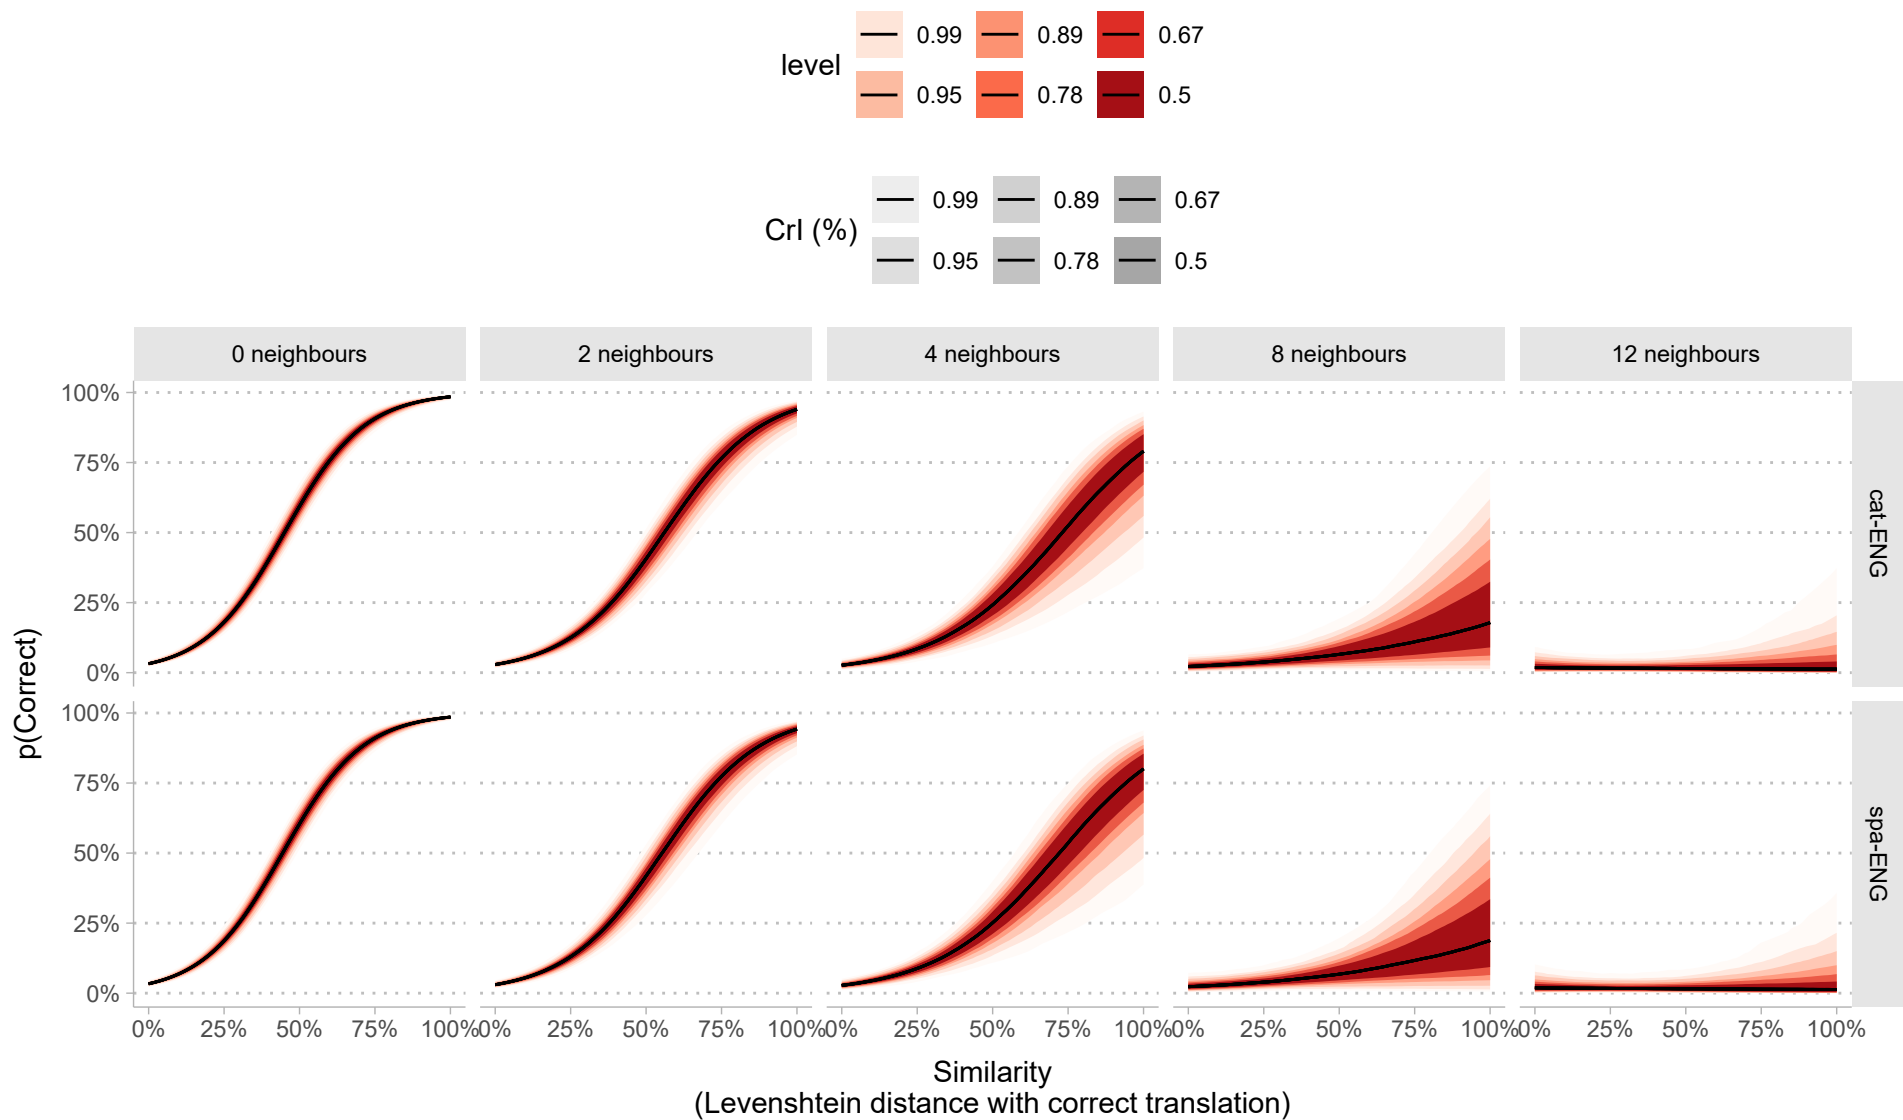 level
0.99 0.89 0.67
0.95 0.78 0.5
CrI (%)
0.99 0.89 0.67
0.95 0.78 0.5
0 neighbours 2 neighbours 4 neighbours 8 neighbours 12 neighbours
100%
75%
50%
25%
0%
cat-ENG
p(Correct)
100%
75%
50%
25%
0%
spa-ENG
0% 25% 50% 75% 100% 0% 25% 50% 75% 100% 0% 25% 50% 75% 100% 0% 25% 50% 75% 100% 0% 25% 50% 75% 100%
Similarity
(Levenshtein distance with correct translation)